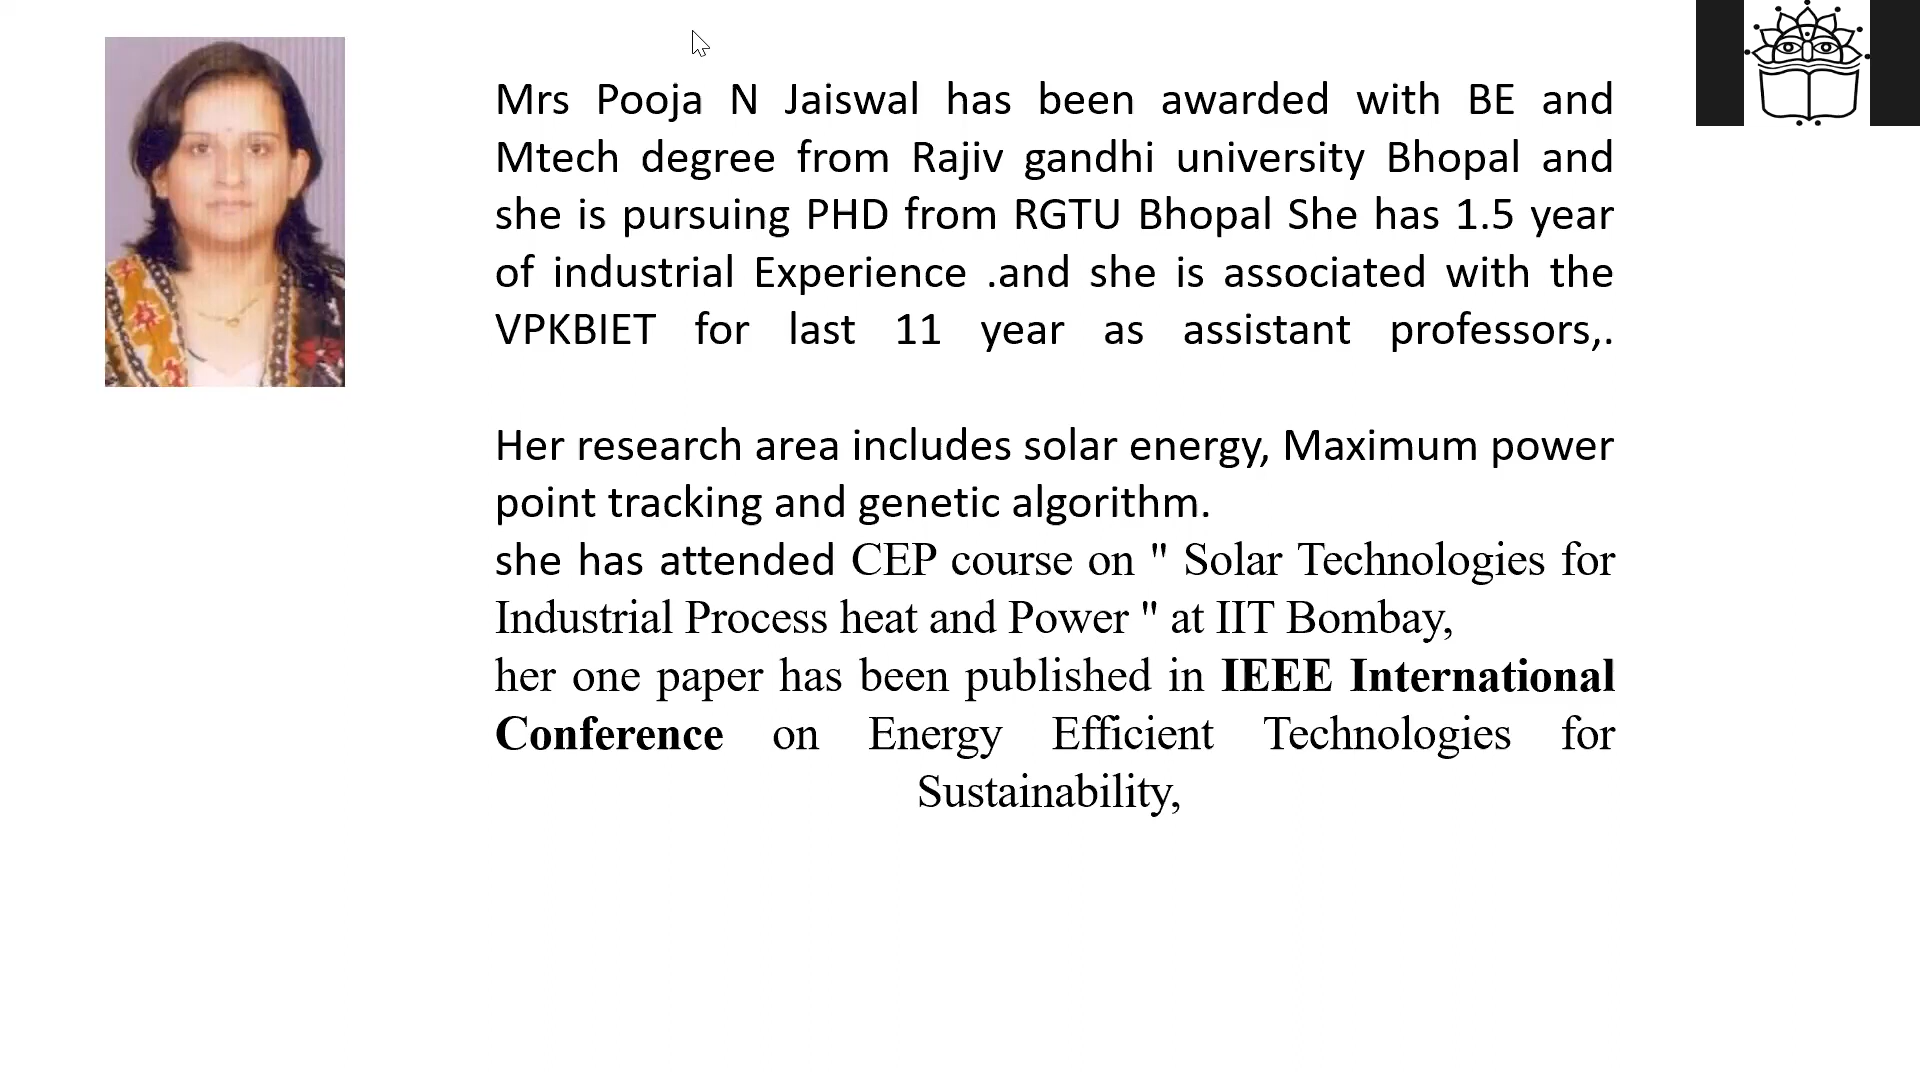 Mrs Pooja N Jaiswal has been awarded with BE and
Mtech degree from Rajiv gandhi university Bhopal and
she is pursuing PHD from RGTU Bhopal She has 1.5 year
of industrial Experience .and she is associated with the
VPKBIET for last 11 year as assistant professors,.
Her research area includes solar energy, Maximum power
point tracking and genetic algorithm.
she has attended CEP course on " Solar Technologies for
Industrial Process heat and Power " at IIT Bombay,
her one paper has been published in IEEE International
Conference on Energy Efficient Technologies for
Sustainability,